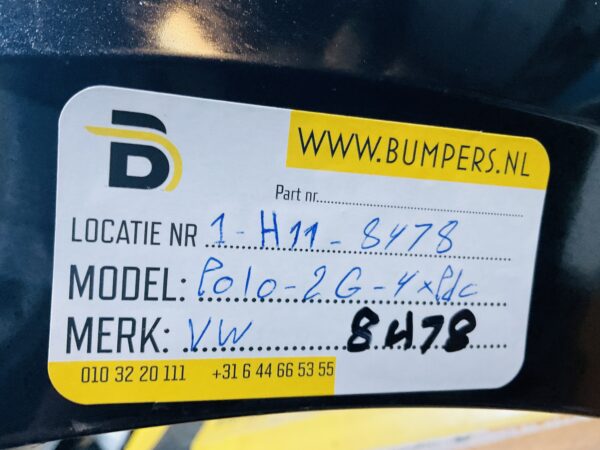 B
WWW.BUMPERS.NL
Part nr.
LOCATIE NR 1-H11-8478
MODEL: Polo-2G-4xPdc
MERK: VW 8478
010 32 20 111 +31 6 44 66 53 55